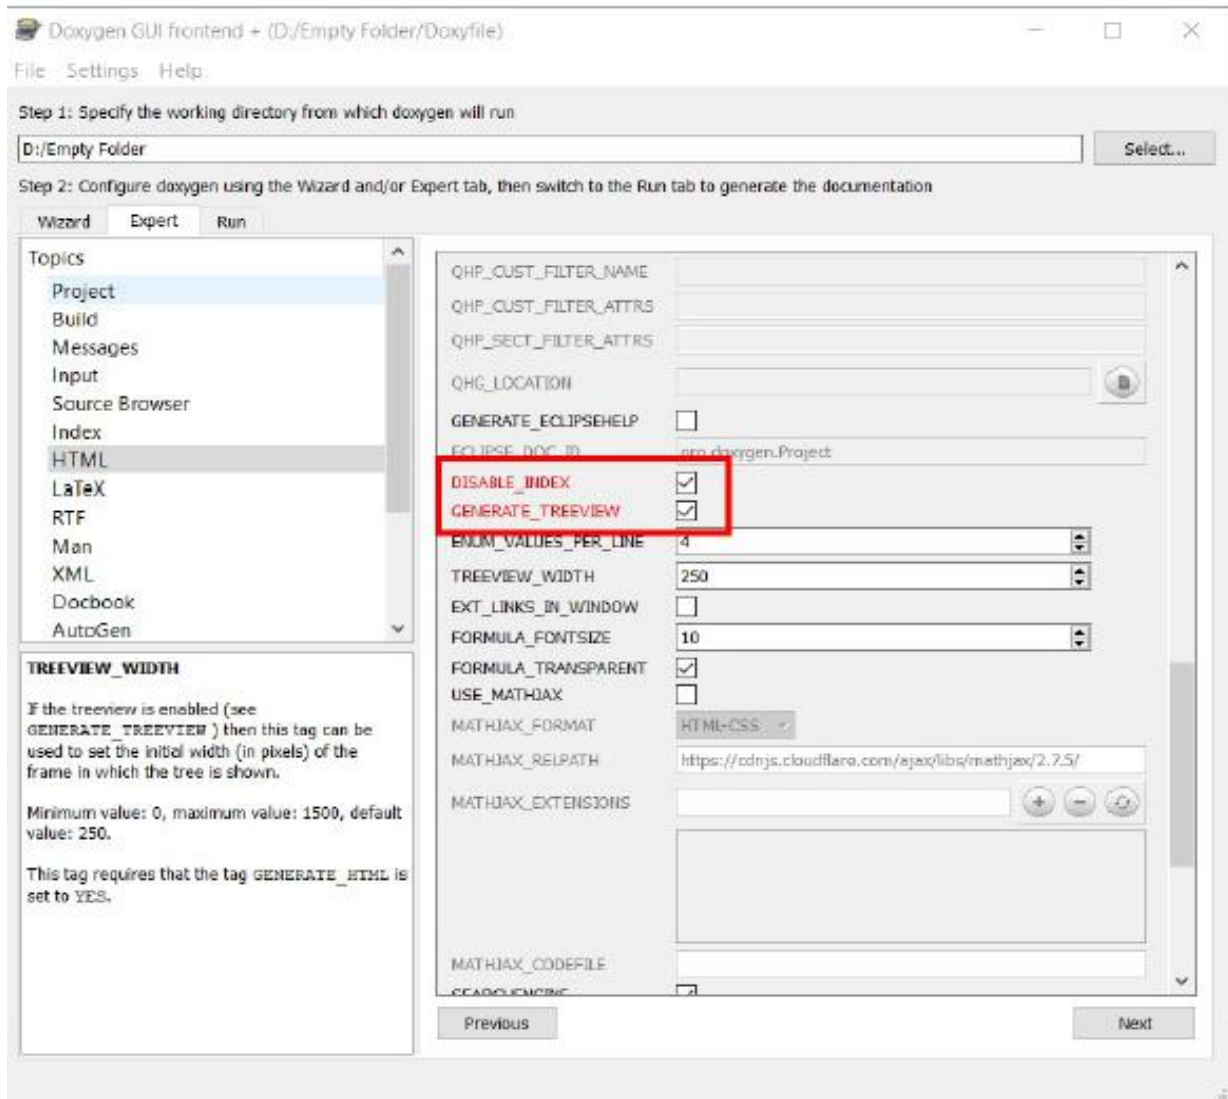 Doxygen GUI frontend + (D:/Empty Folder/Doxyfile)
File Settings Help
Step 1: Specify the working directory from which doxygen will run
D:/Empty Folder
Select...
Step 2: Configure doxygen using the Wizard and/or Expert tab, then switch to the Run tab to generate the documentation
Wizard Expert Run
Topics
Project
Build
Messages
Input
Source Browser
Index
HTML
LaTeX
RTF
Man
XML
Docbook
AutoGen
TREEVIEW_WIDTH
If the treeview is enabled (see
GENERATE_TREEVIEW ) then this tag can be
used to set the initial width (in pixels) of the
frame in which the tree is shown.
Minimum value: 0, maximum value: 1500, default
value: 250.
This tag requires that the tag GENERATE_HTML is
set to YES.
QHP_CUST_FILTER_NAME
QHP_CUST_FILTER_ATTRS
QHP_SECT_FILTER_ATTRS
QHG_LOCATION
GENERATE_ECLIPSEHELP
ECLIPSE_DOC_ID org.doxygen.Project
DISABLE_INDEX
GENERATE_TREEVIEW
ENUM_VALUES_PER_LINE 4
TREEVIEW_WIDTH 250
EXT_LINKS_IN_WINDOW
FORMULA_FONTSIZE 10
FORMULA_TRANSPARENT
USE_MATHJAX
MATHJAX_FORMAT HTML-CSS
MATHJAX_RELPATH https://cdnjs.cloudflare.com/ajax/libs/mathjax/2.7.5/
MATHJAX_EXTENSIONS
MATHJAX_CODEFILE
SEARCHENGINE
Previous
Next